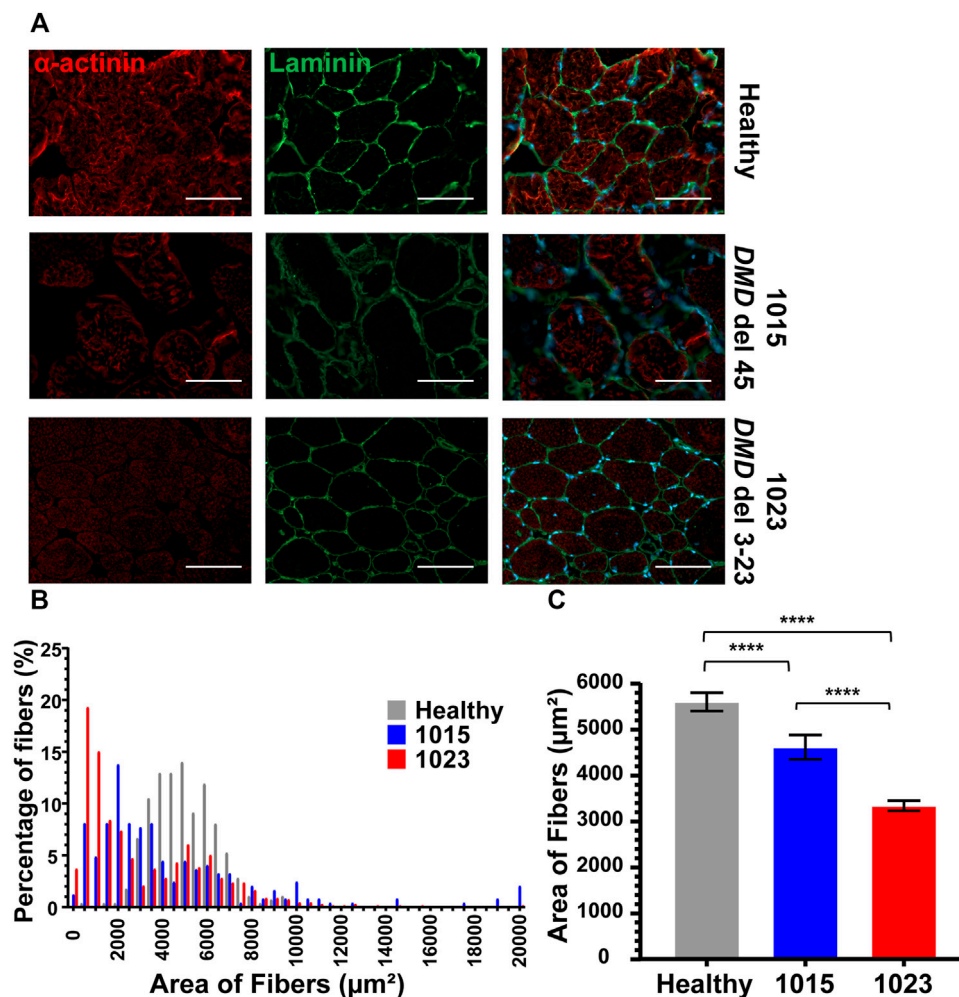 A
α-actinin
Laminin
Healthy
1015
DMD del 45
1023
DMD del 3-23
B
Percentage of fibers (%)
25
20
15
10
5
0
0
2000
4000
6000
8000
10000
12000
14000
16000
18000
20000
Area of Fibers (µm²)
Healthy
1015
1023
C
****
****
****
Area of Fibers (µm²)
6000
5000
4000
3000
2000
1000
0
Healthy 1015 1023